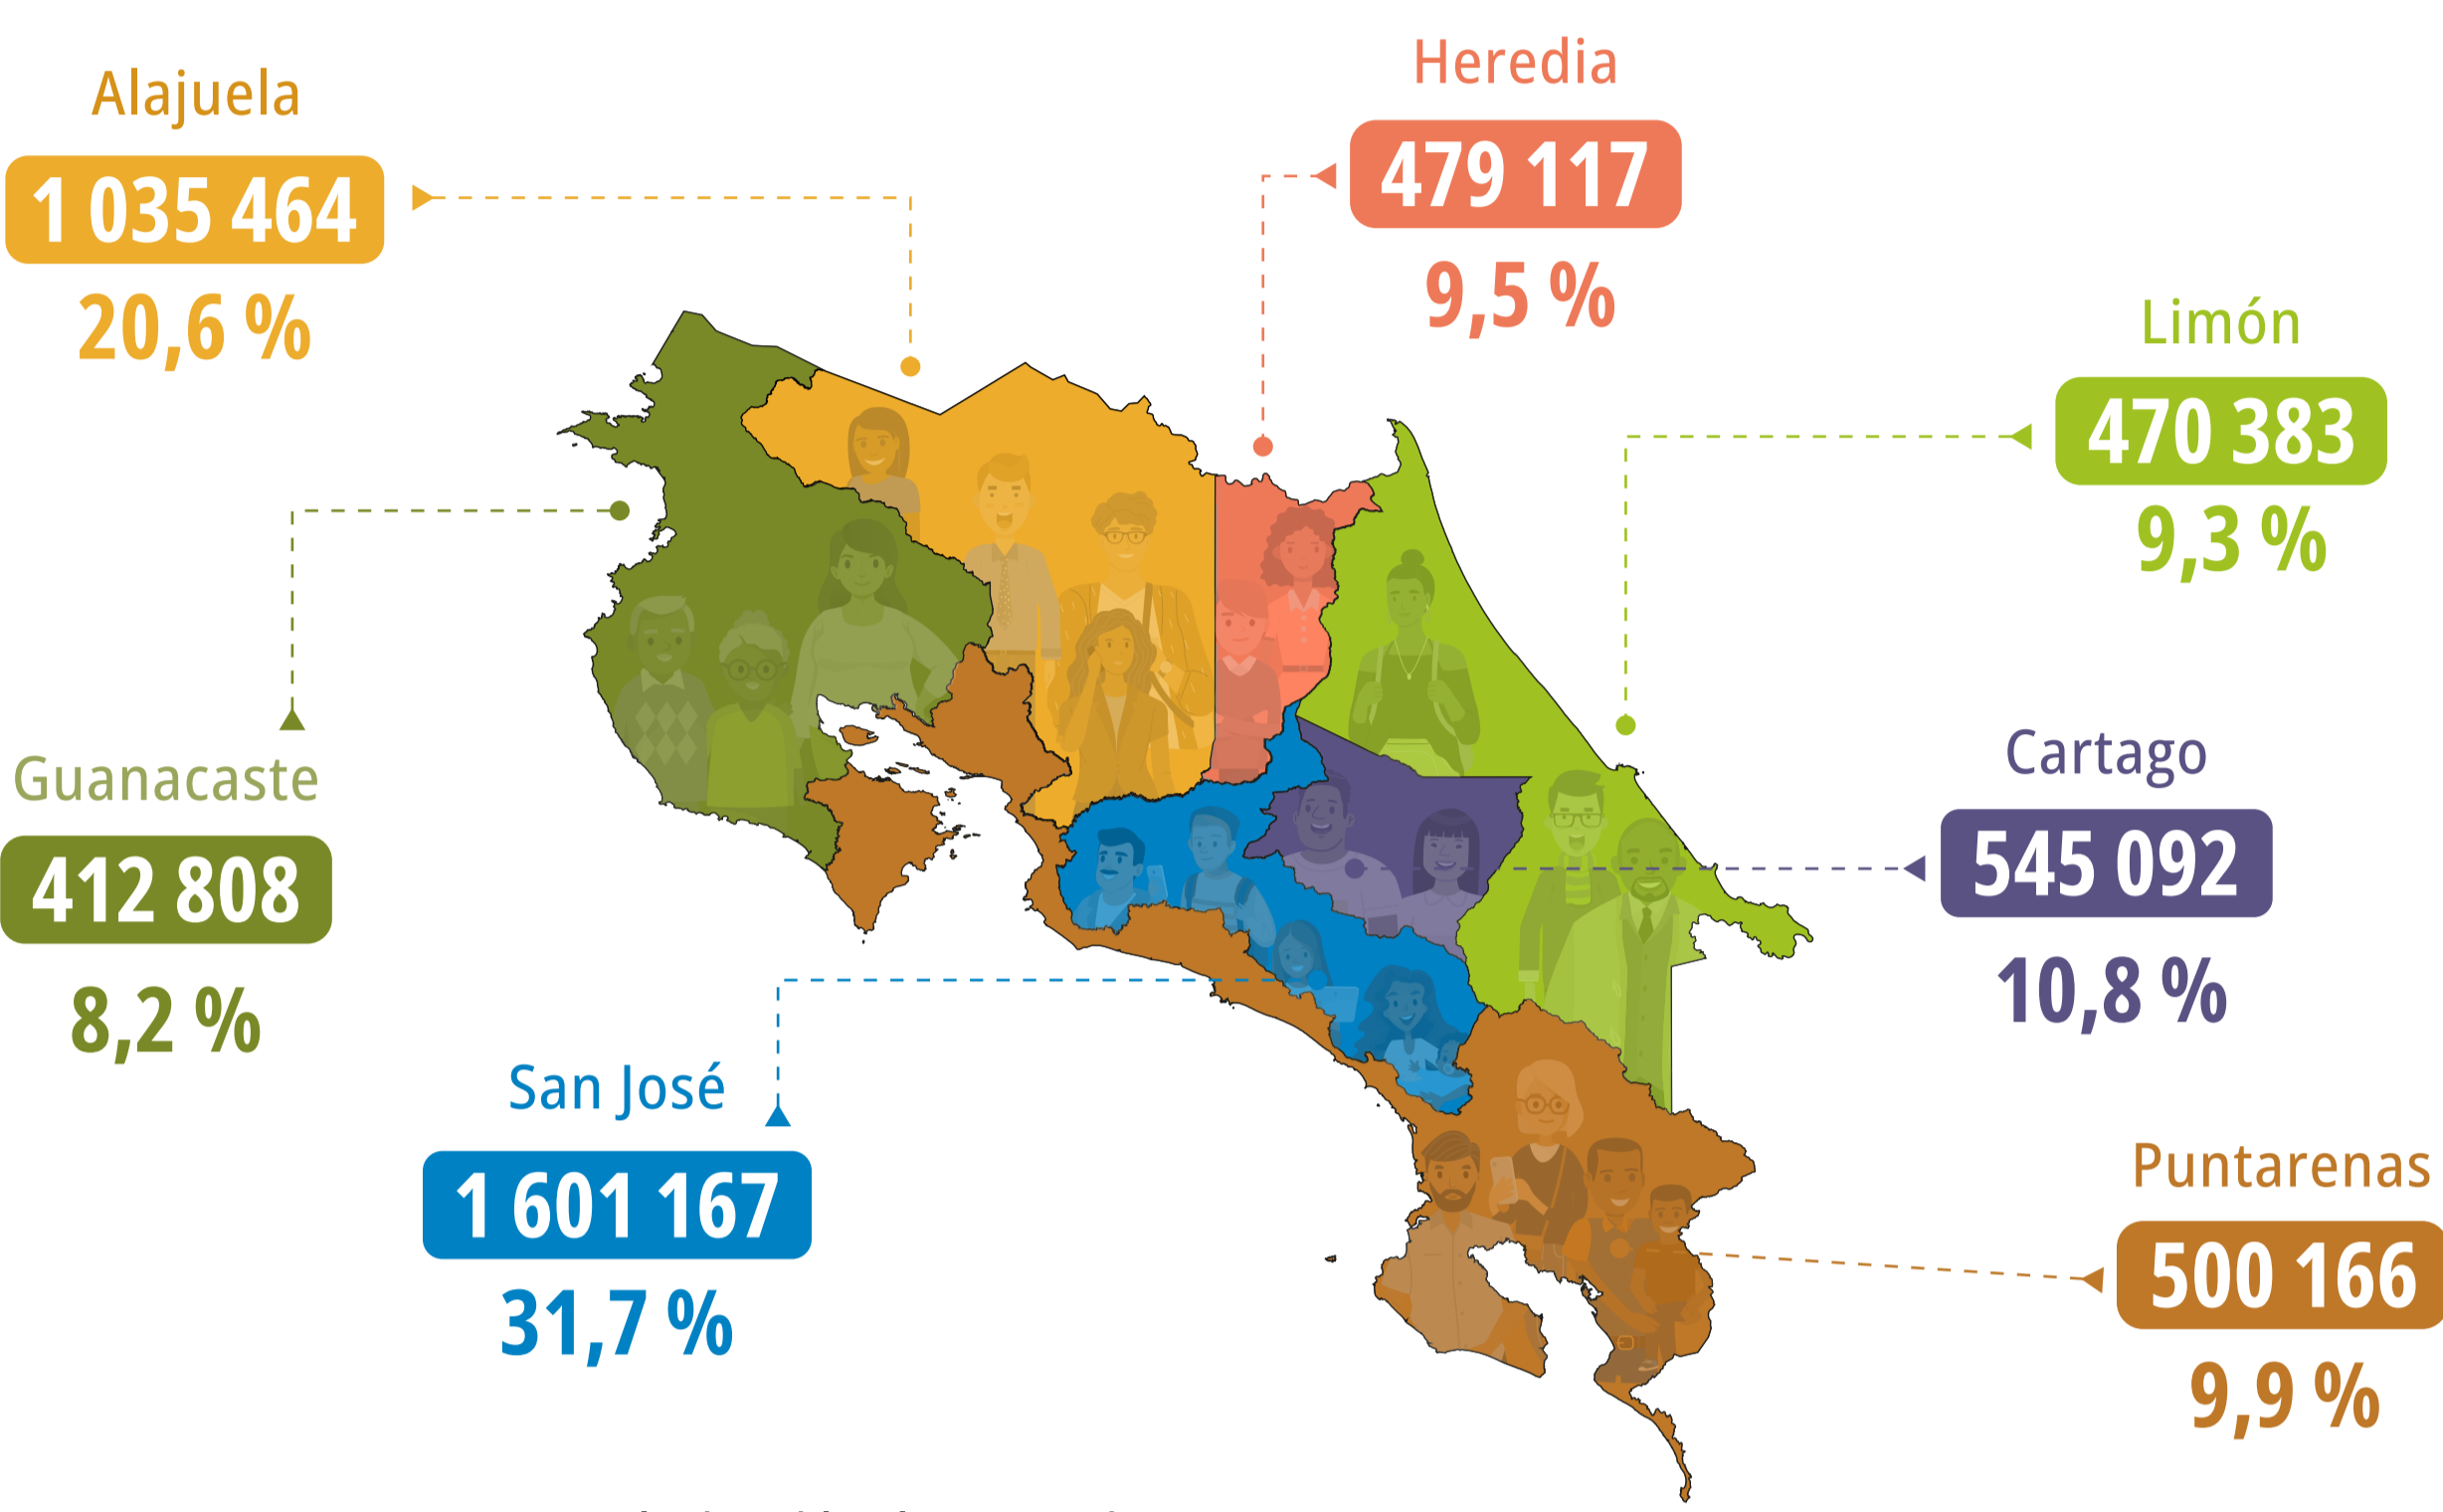 Alajuela
1 035 464
20,6 %
Heredia
479 117
9,5 %
Limón
470 383
9,3 %
Guanacaste
412 808
8,2 %
Cartago
545 092
10,8 %
San José
1 601 167
31,7 %
Puntarenas
500 166
9,9 %